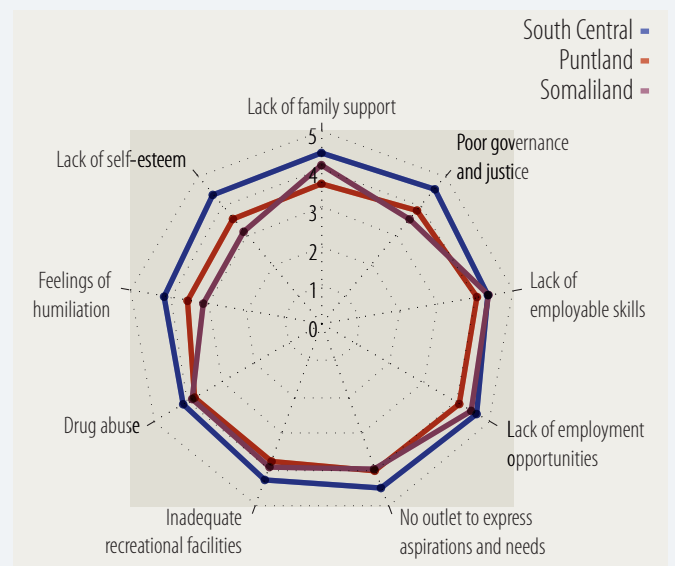 South Central
Puntland
Somaliland
Lack of family support
Poor governance
and justice
Lack of self-esteem
5
4
3
2
1
0
Feelings of
humiliation
Lack of
employable skills
Drug abuse
Lack of employment
opportunities
Inadequate
recreational facilities
No outlet to express
aspirations and needs